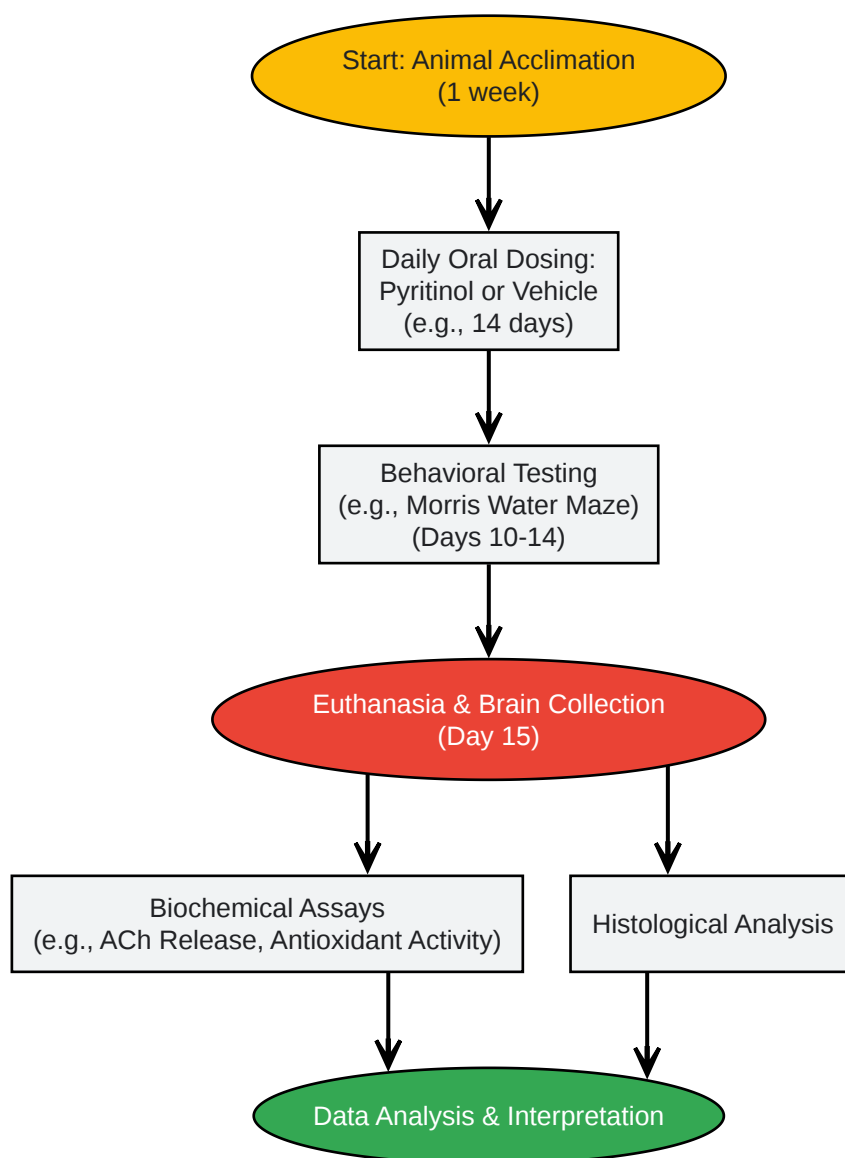 Start: Animal Acclimation
(1 week)
Daily Oral Dosing:
Pyritinol or Vehicle
(e.g., 14 days)
Behavioral Testing
(e.g., Morris Water Maze)
(Days 10-14)
Euthanasia & Brain Collection
(Day 15)
Biochemical Assays
(e.g., ACh Release, Antioxidant Activity)
Histological Analysis
Data Analysis & Interpretation